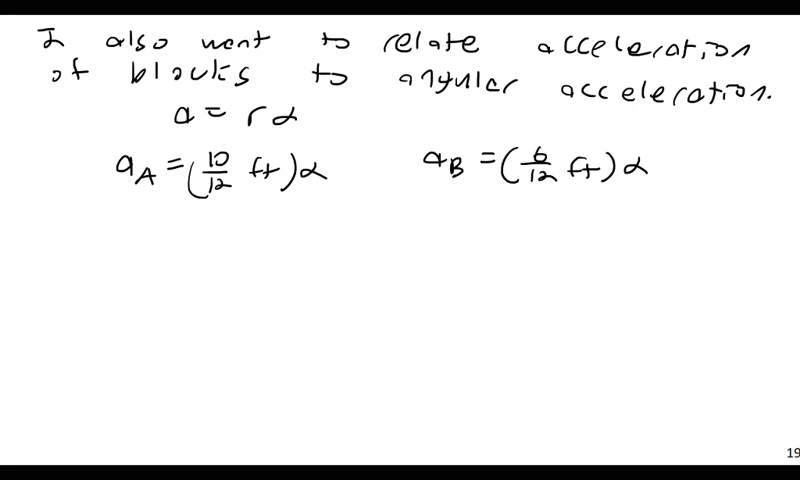 I also want to relate acceleration
of blocks to angular acceleration.
a = r α
a_A = (10/12 ft) α    a_B = (6/12 ft) α
19